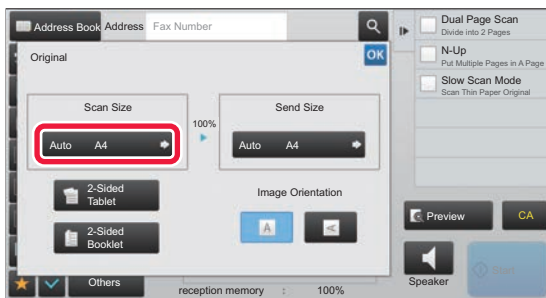 Address Book Address Fax Number
Original
OK
Scan Size
100%
Send Size
Auto A4
Auto A4
2-Sided
Tablet
2-Sided
Booklet
Image Orientation
A
A
Others
reception memory : 100%
Dual Page Scan
Divide into 2 Pages
N-Up
Put Multiple Pages in A Page
Slow Scan Mode
Scan Thin Paper Original
Preview
CA
Speaker
Start